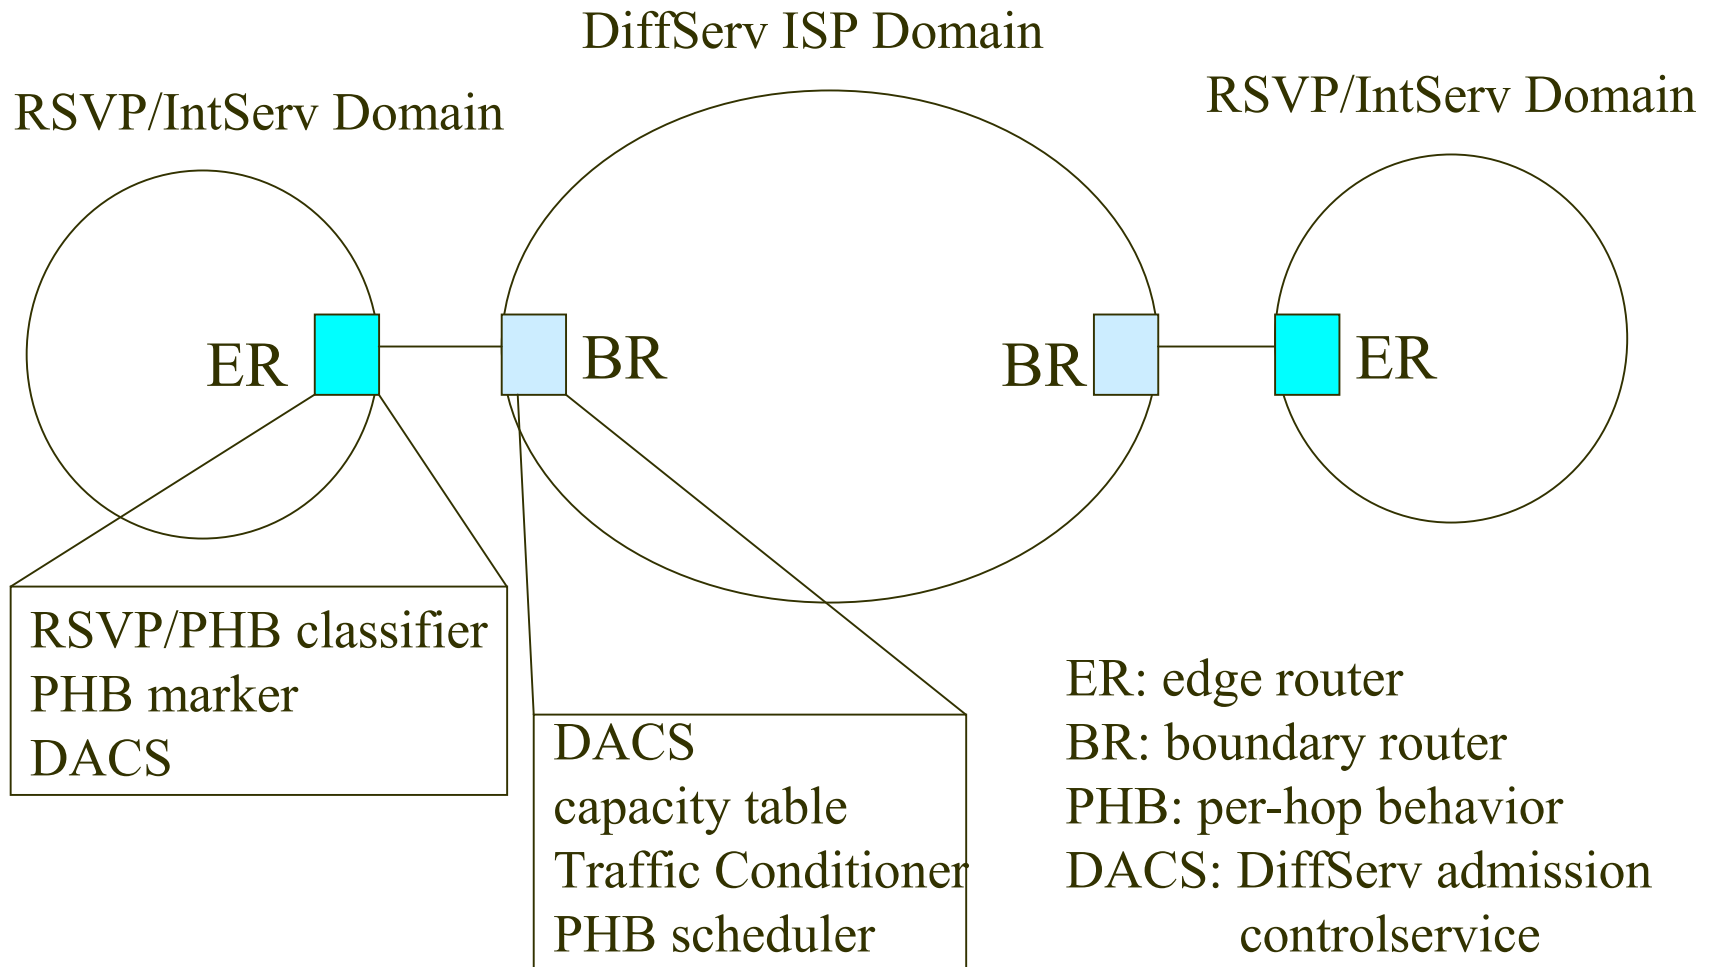 DiffServ ISP Domain
RSVP/IntServ Domain
RSVP/IntServ Domain
ER
BR
BR
ER
RSVP/PHB classifier
PHB marker
DACS
DACS
capacity table
Traffic Conditioner
PHB scheduler
ER: edge router
BR: boundary router
PHB: per-hop behavior
DACS: DiffServ admission
controlservice